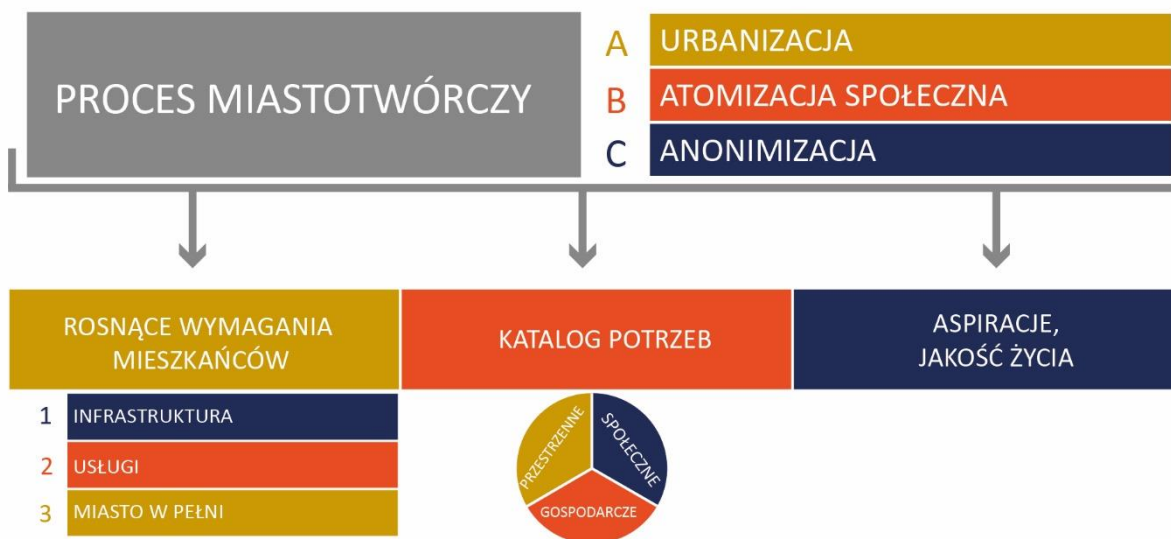 PROCES MIASTOTWÓRCZY
A URBANIZACJA
B ATOMIZACJA SPOŁECZNA
C ANONIMIZACJA
ROSNĄCE WYMAGANIA
MIESZKAŃCÓW
1 INFRASTRUKTURA
2 USŁUGI
3 MIASTO W PEŁNI
KATALOG POTRZEB
PRZESTRZENNE
SPOŁECZNE
GOSPODARCZE
ASPIRACJE,
JAKOŚĆ ŻYCIA